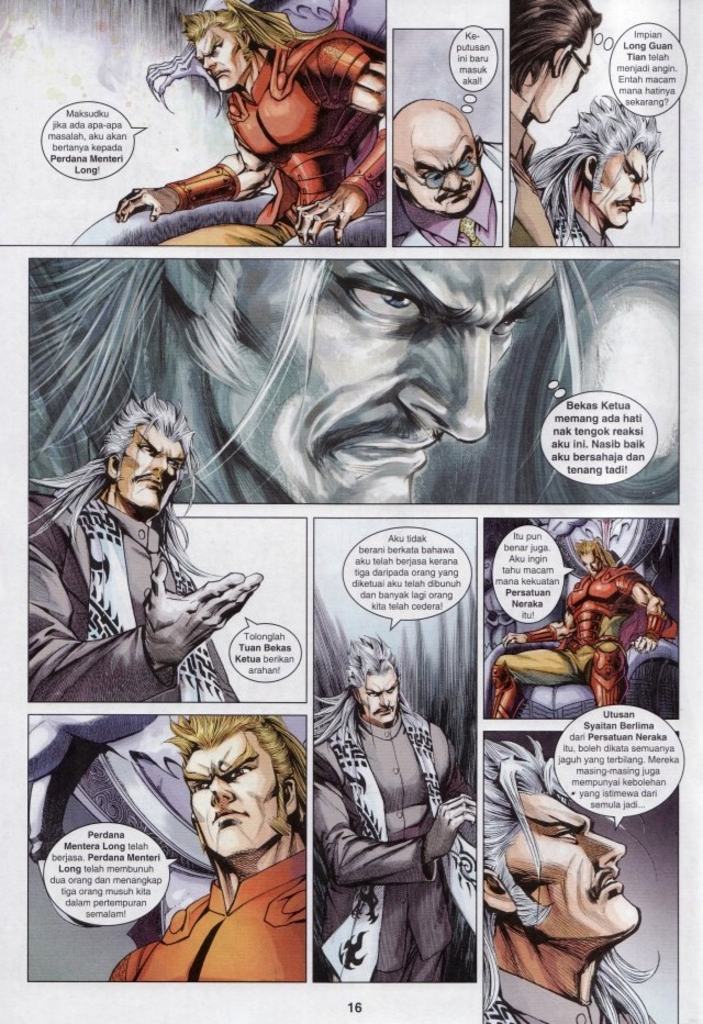 Maksudku
jika ada apa-apa
masalah, aku akan
bertanya kepada
Perdana Menteri
Long!
Ke-
putusan
ini baru
masuk
akal!
Impian
Long Guan
Tian telah
menjadi angin.
Entah macam
mana hatinya
sekarang?
Bekas Ketua
memang ada hati
nak tengok reaksi
aku ini. Nasib baik
aku bersahaja dan
tenang tadi!
Tolonglah
Tuan Bekas
Ketua berikan
arahan!
Aku tidak
berani berkata bahawa
aku telah berjasa kerana
tiga daripada orang yang
diketuai aku telah dibunuh
dan banyak lagi orang
kita telah cedera!
Itu pun
benar juga.
Aku ingin
tahu macam
mana kekuatan
Persatuan
Neraka
itu!
Perdana
Mentera Long telah
berjasa. Perdana Menteri
Long telah membunuh
dua orang dan menangkap
tiga orang musuh kita
dalam pertempuran
semalam!
Utusan
Syaitan Berlima
dari Persatuan Neraka
itu, boleh dikata semuanya
jaguh yang terbilang. Mereka
masing-masing juga
mempunyai kebolehan
yang istimewa dari
semula jadi...
16